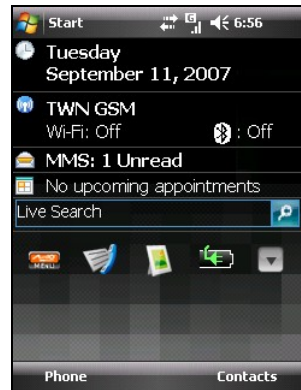 Start G 6:56
Tuesday
September 11, 2007
TWN GSM
Wi-Fi: Off : Off
MMS: 1 Unread
No upcoming appointments
Live Search
MENU
Phone Contacts